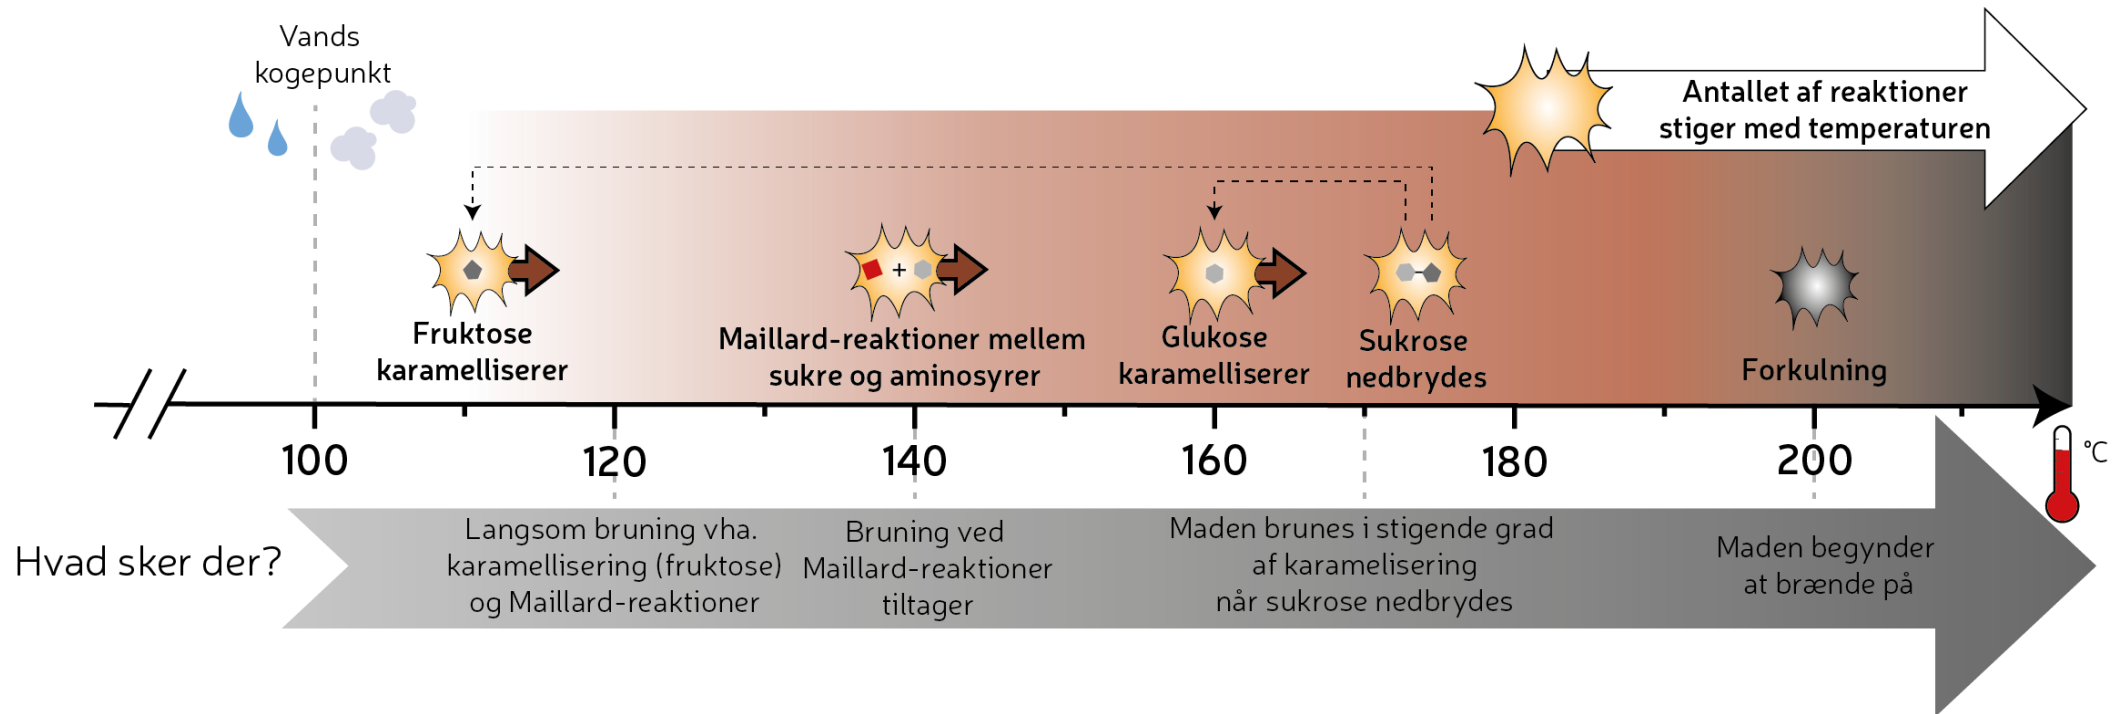 Vands
kogepunkt
Antallet af reaktioner
stiger med temperaturen
+
Fruktose
karamelliserer
Maillard-reaktioner mellem
sukre og aminosyrer
Glukose
karamelliserer
Sukrose
nedbrydes
Forkulning
100
120
140
160
180
200
°C
Hvad sker der?
Langsom bruning vha.
karamellisering (fruktose)
og Maillard-reaktioner
Bruning ved
Maillard-reaktioner
tiltager
Maden brunes i stigende grad
af karamelisering
når sukrose nedbrydes
Maden begynder
at brænde på